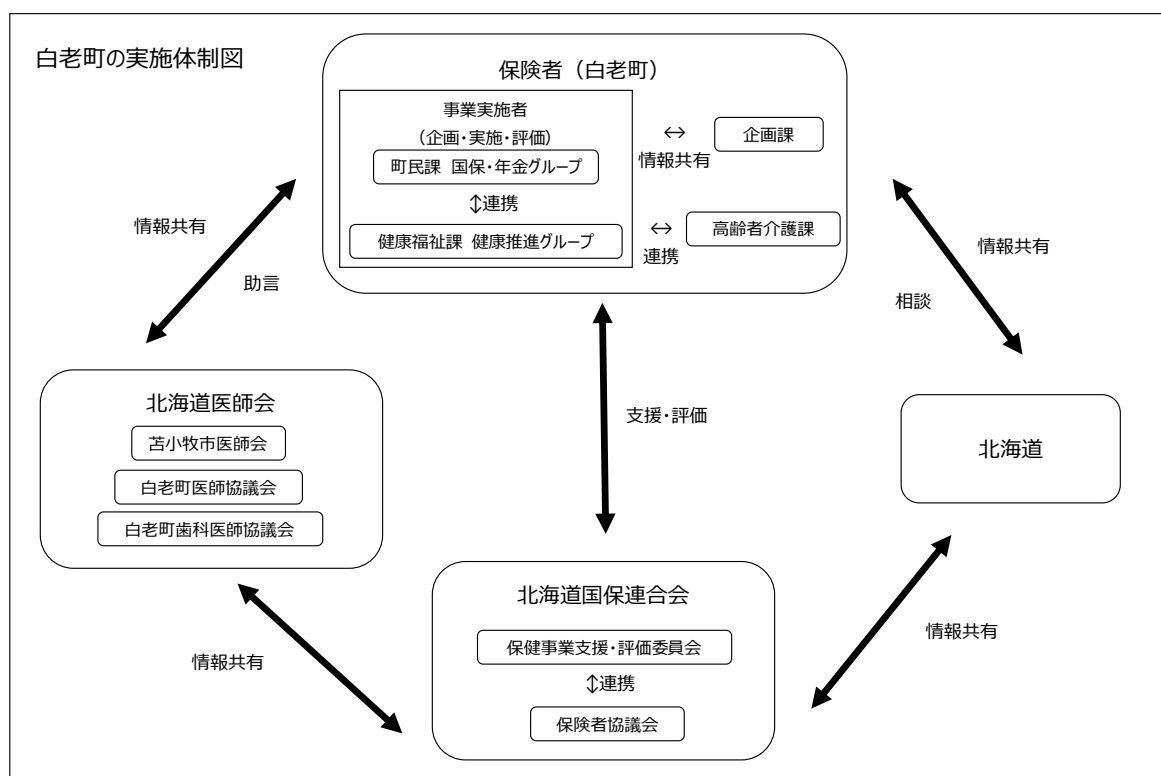 白老町の実施体制図
保険者（白老町）
事業実施者
（企画・実施・評価）
町民課 国保・年金グループ
↕連携
健康福祉課 健康推進グループ
↔
情報共有
企画課
↔
連携
高齢者介護課
情報共有
助言
情報共有
相談
北海道医師会
苫小牧市医師会
白老町医師協議会
白老町歯科医師協議会
支援・評価
北海道
北海道国保連合会
保健事業支援・評価委員会
↕連携
保険者協議会
情報共有
情報共有